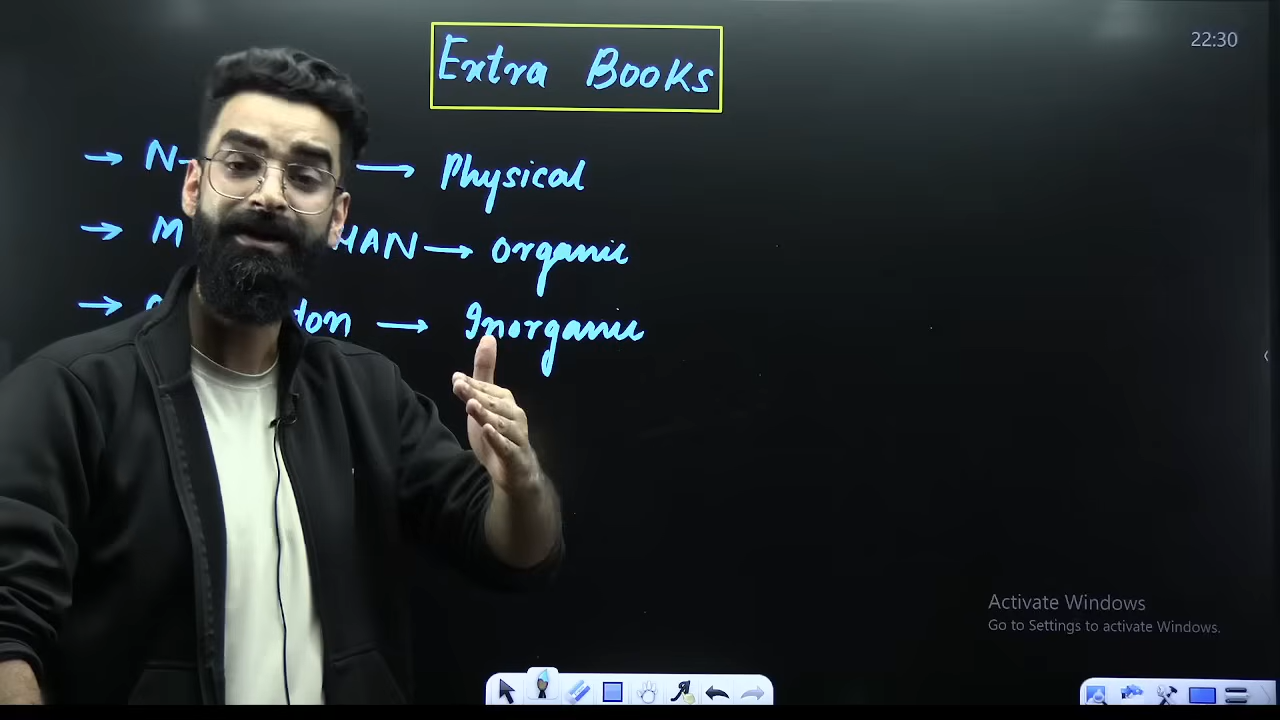 22:30
Extra Books
→ N- → Physical
→ M HAN → organic
→ don → Inorganic
Activate Windows
Go to Settings to activate Windows.